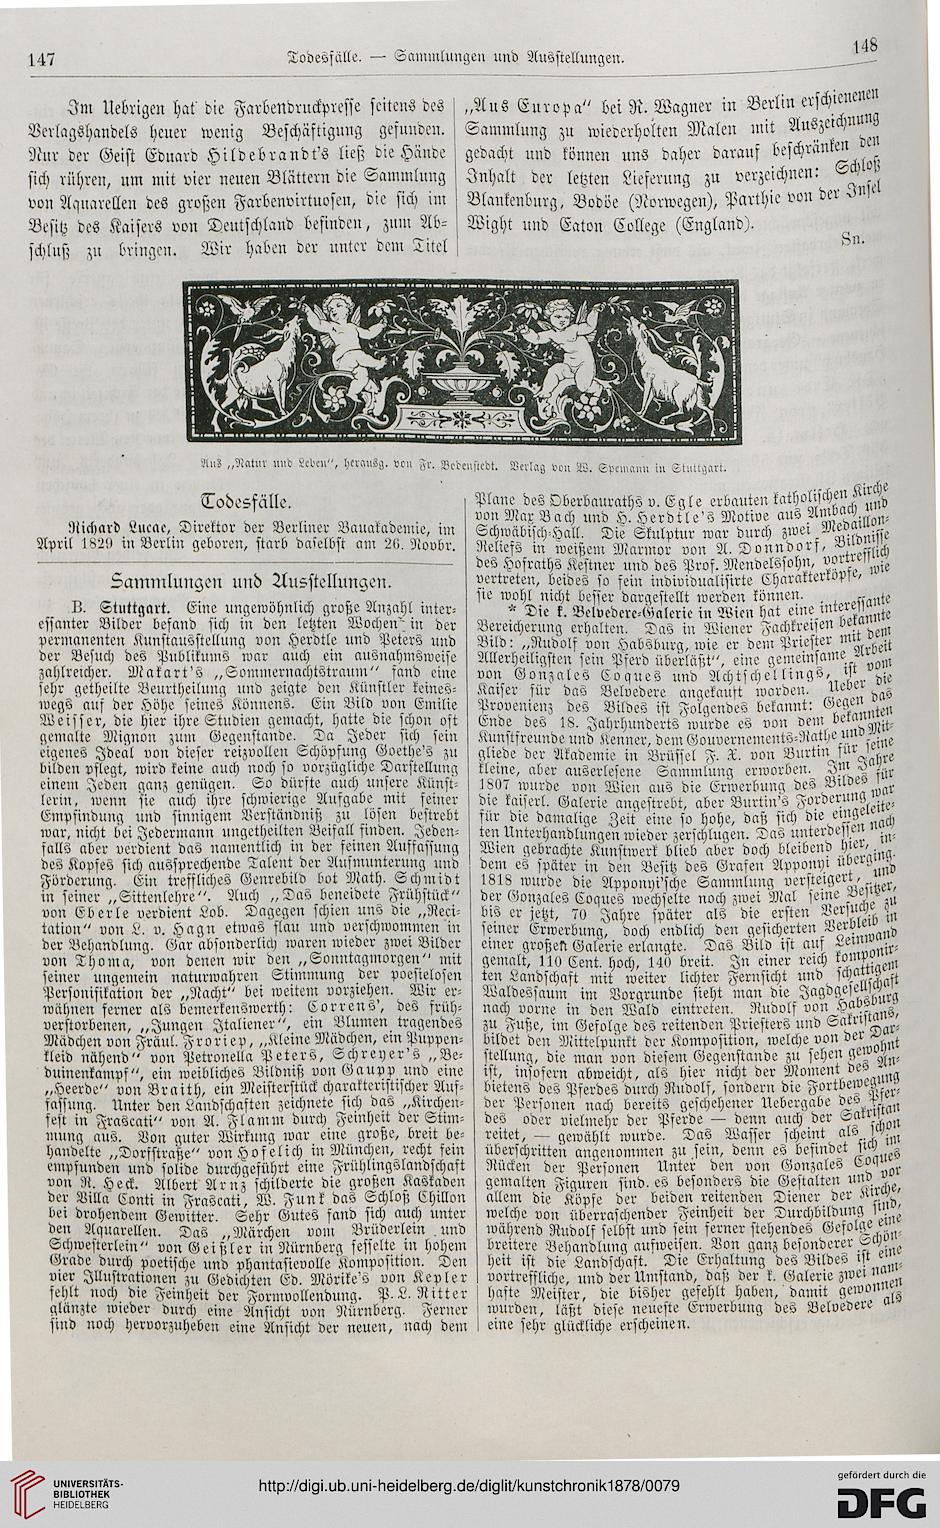 147
Todesfälle. — Sammlungen und Ausstellungen.
148
Im Uebrigen hat die Farbendruckpresse seitens des
Verlagshandels heuer wenig Beschäftigung gefunden.
Nur der Geist Eduard Hildebrandt's ließ die Hände
sich rühren, um mit vier neuen Blättern die Sammlung
von Aquarellen des großen Farbenvirtuosen, die sich im
Besitz des Kaisers von Deutschland befinden, zum Ab-
schluß zu bringen. Wir haben der unter dem Titel
„Aus Europa“ bei R. Wagner in Berlin erschienenen
Sammlung zu wiederholten Malen mit Auszeichnung
gedacht und können uns daher darauf beschränken den
Inhalt der letzten Lieferung zu verzeichnen: Schloß
Blankenburg, Bodöe (Norwegen), Parthie von der Insel
Wight und Eaton College (England).
Sn.
Aus „Natur und Leben“, herausg. von Fr. Bodenstedt. Verlag von W. Spemann in Stuttgart.
Todesfälle.
Richard Lucae, Direktor der Berliner Bauakademie, im
April 1829 in Berlin geboren, starb daselbst am 26. Novbr.
Sammlungen und Ausstellungen.
B. Stuttgart. Eine ungewöhnlich große Anzahl inter-
essanter Bilder befand sich in den letzten Wochen in der
permanenten Kunstausstellung von Herdtle und Peters und
der Besuch des Publikums war auch ein ausnahmsweise
zahlreicher. Makart's „Sommernachtstraum“ fand eine
sehr getheilte Beurtheilung und zeigte den Künstler keines-
wegs auf der Höhe seines Könnens. Ein Bild von Emilie
Weisser, die hier ihre Studien gemacht, hatte die schon oft
gemalte Mignon zum Gegenstande. Da Jeder sich sein
eigenes Ideal von dieser reizvollen Schöpfung Goethe's zu
bilden pflegt, wird keine auch noch so vorzügliche Darstellung
einem Jeden ganz genügen. So dürfte auch unsere Künst-
lerin, wenn sie auch ihre schwierige Aufgabe mit feiner
Empfindung und sinnigem Verständniß zu lösen bestrebt
war, nicht bei Jedermann ungetheilten Beifall finden. Jeden-
falls aber verdient das namentlich in der feinen Auffassung
des Kopfes sich aussprechende Talent der Aufmunterung und
Förderung. Ein treffliches Genrebild bot Math. Schmidt
in seiner „Sittenlehre“. Auch „Das beneidete Frühstück“
von Eberle verdient Lob. Dagegen schien uns die „Reci-
tation“ von L. v. Hagn etwas flau und verschwommen in
der Behandlung. Gar absonderlich waren wieder zwei Bilder
von Thoma, von denen wir den „Sonntagmorgen“ mit
seiner ungemein naturwahren Stimmung der poesielosen
Personifikation der „Nacht“ bei weitem vorziehen. Wir er-
wähnen ferner als bemerkenswerth: Correns', des früh-
verstorbenen, „Jungen Italiener“, ein Blumen tragendes
Mädchen von Fräul. Froriep, „Kleine Mädchen, ein Puppen-
kleid nähend“ von Petronella Peters, Schreyer's „Be-
duinenkampf“, ein weibliches Bildniß von Gaupp und eine
„Heerde“ von Braith, ein Meisterstück charakteristischer Auf-
fassung. Unter den Landschaften zeichnete sich das „Kirchen-
fest in Frascati“ von A. Flamm durch Feinheit der Stim-
mung aus. Von guter Wirkung war eine große, breit be-
handelte „Dorfstraße“ von Hofelich in München, recht fein
empfunden und solide durchgeführt eine Frühlingslandschaft
von R. Heck. Albert Arnz schilderte die großen Kaskaden
der Villa Conti in Frascati, W. Funk das Schloß Chillon
bei drohendem Gewitter. Sehr Gutes fand sich auch unter
den Aquarellen. Das „Märchen vom Brüderlein und
Schwesterlein“ von Geißler in Nürnberg fesselte in hohem
Grade durch poetische und phantasievolle Komposition. Den
vier Illustrationen zu Gedichten Ed. Mörike's von Kepler
fehlt noch die Feinheit der Formvollendung. P. L. Ritter
glänzte wieder durch eine Ansicht von Nürnberg. Ferner
sind noch hervorzuheben eine Ansicht der neuen, nach dem
Plane des Oberbauraths v. Egle erbauten katholischen Kirche
von Max Bach und H. Herdtle's Motive aus Ambach und
Schwäbisch-Hall. Die Skulptur war durch zwei Medaillon-
Reliefs in weißem Marmor von A. Donndorf, Bildnisse
des Hofraths Kestner und des Prof. Mendelssohn, vortrefflich
vertreten, beides so fein individualisirte Charakterköpfe, wie
sie wohl nicht besser dargestellt werden können.
* Die k. Belvedere-Galerie in Wien hat eine interessante
Bereicherung erhalten. Das in Wiener Fachkreisen bekannte
Bild: „Rudolf von Habsburg, wie er dem Priester mit dem
Allerheiligsten sein Pferd überläßt“, eine gemeinsame Arbeit
von Gonzales Coques und Achtschellings, ist vom
Kaiser für das Belvedere angekauft worden. Ueber die
Provenienz des Bildes ist Folgendes bekannt: Gegen das
Ende des 18. Jahrhunderts wurde es von dem bekannten
Kunstfreunde und Kenner, dem Gouvernements-Rathe und Mit-
gliede der Akademie in Brüssel F. X. von Burtin für seine
kleine, aber auserlesene Sammlung erworben. Im Jahre
1807 wurde von Wien aus die Erwerbung des Bildes für
die kaiserl. Galerie angestrebt, aber Burtin's Forderung war
für die damalige Zeit eine so hohe, daß sich die eingeleite-
ten Unterhandlungen wieder zerschlugen. Das unterdessen nach
Wien gebrachte Kunstwerk blieb aber doch bleibend hier, in-
dem es später in den Besitz des Grafen Apponyi überging.
1818 wurde die Apponyi'sche Sammlung versteigert, und
der Gonzales Coques wechselte noch zwei Mal seine Besitzer,
bis er jetzt, 70 Jahre später als die ersten Versuche zu
seiner Erwerbung, doch endlich den gesicherten Verbleib in
einer großen Galerie erlangte. Das Bild ist auf Leinwand
gemalt, 110 Cent. hoch, 140 breit. In einer reich komponir-
ten Landschaft mit weiter lichter Fernsicht und schattigem
Waldessaum im Vorgrunde sieht man die Jagdgesellschaft
nach vorne in den Wald eintreten. Rudolf von Habsburg
zu Fuße, im Gefolge des reitenden Priesters und Sakristans,
bildet den Mittelpunkt der Komposition, welche von der Dar-
stellung, die man von diesem Gegenstande zu sehen gewohnt
ist, insofern abweicht, als hier nicht der Moment des An-
bietens des Pferdes durch Rudolf, sondern die Fortbewegung
der Personen nach bereits geschehener Uebergabe des Pfer-
des oder vielmehr der Pferde — denn auch der Sakristan
reitet, — gewählt wurde. Das Wasser scheint als schon
überschritten angenommen zu sein, denn es befindet sich im
Rücken der Personen Unter den von Gonzales Coques
gemalten Figuren sind es besonders die Gestalten und vor
allem die Köpfe der beiden reitenden Diener der Kirche,
welche von überraschender Feinheit der Durchbildung sind,
während Rudolf selbst und sein ferner stehendes Gefolge eine
breitere Behandlung aufweisen. Von ganz besonderer Schön-
heit ist die Landschaft. Die Erhaltung des Bildes ist eine
vortreffliche, und der Umstand, daß der k. Galerie zwei nam-
hafte Meister, die bisher gefehlt haben, damit gewonnen
wurden, läßt diese neueste Erwerbung des Belvedere als
eine sehr glückliche erscheinen.
UNIVERSITÄTS-
BIBLIOTHEK
HEIDELBERG
http://digi.ub.uni-heidelberg.de/diglit/kunstchronik1878/0079
gefördert durch die
DFG